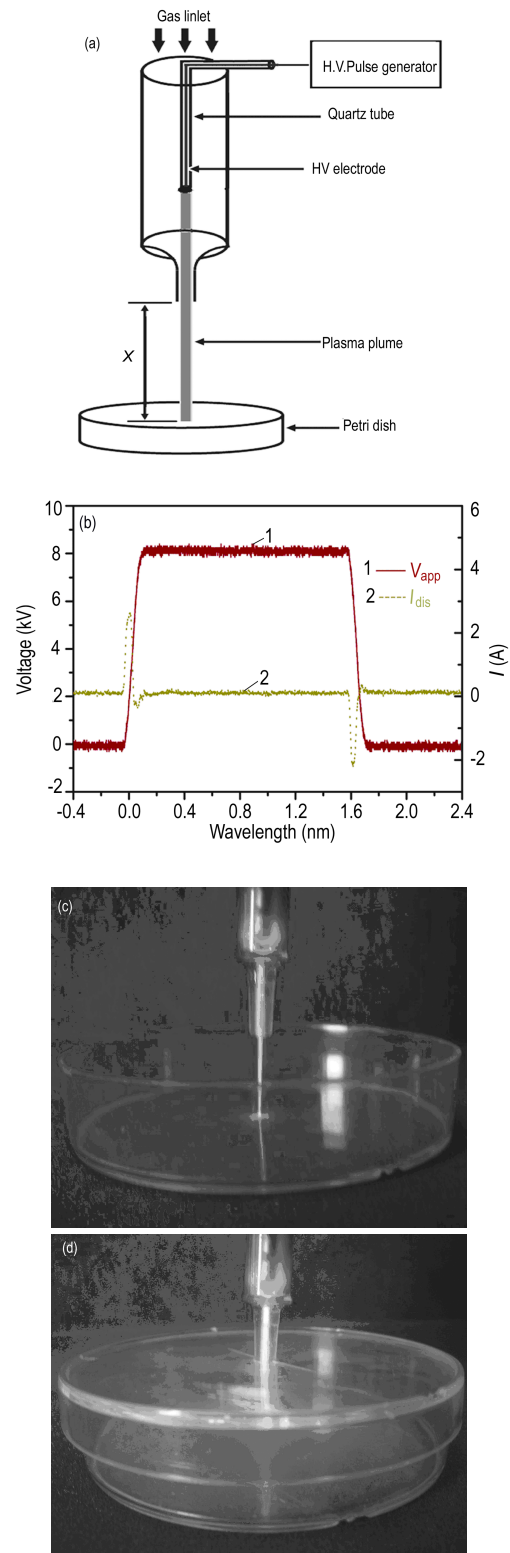 Gas linlet
(a)
H.V.Pulse generator
Quartz tube
HV electrode
x
Plasma plume
Petri dish
(b)
10
8
6
4
2
0
-2
Voltage (kV)
6
4
2
0
-2
I (A)
1
2
1 Vapp
2 Idis
-0.4 0.0 0.4 0.8 1.2 1.6 2.0 2.4
Wavelength (nm)
(c)
(d)